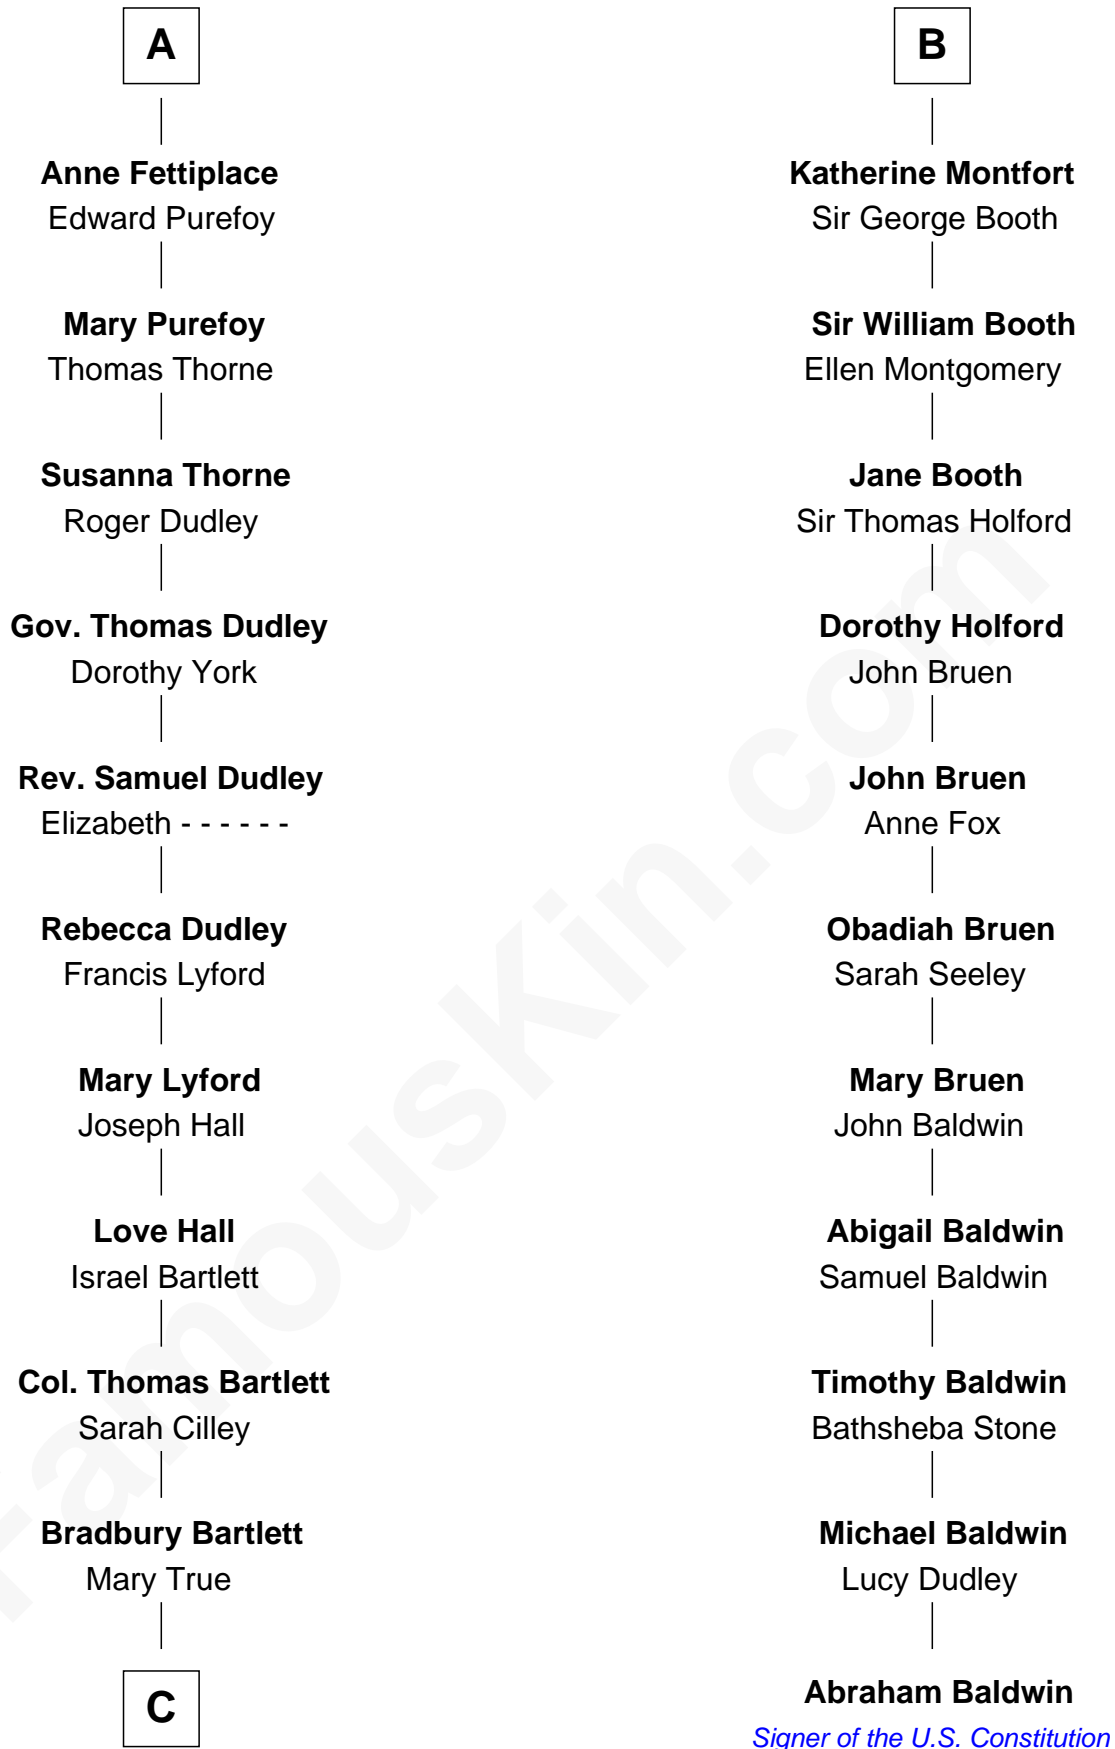 A
Anne Fettiplace
Edward Purefoy
Mary Purefoy
Thomas Thorne
Susanna Thorne
Roger Dudley
Gov. Thomas Dudley
Dorothy York
Rev. Samuel Dudley
Elizabeth - - - - - -
Rebecca Dudley
Francis Lyford
Mary Lyford
Joseph Hall
Love Hall
Israel Bartlett
Col. Thomas Bartlett
Sarah Cilley
Bradbury Bartlett
Mary True
C
B
Katherine Montfort
Sir George Booth
Sir William Booth
Ellen Montgomery
Jane Booth
Sir Thomas Holford
Dorothy Holford
John Bruen
John Bruen
Anne Fox
Obadiah Bruen
Sarah Seeley
Mary Bruen
John Baldwin
Abigail Baldwin
Samuel Baldwin
Timothy Baldwin
Bathsheba Stone
Michael Baldwin
Lucy Dudley
Abraham Baldwin
Signer of the U.S. Constitution
FamousKin.com